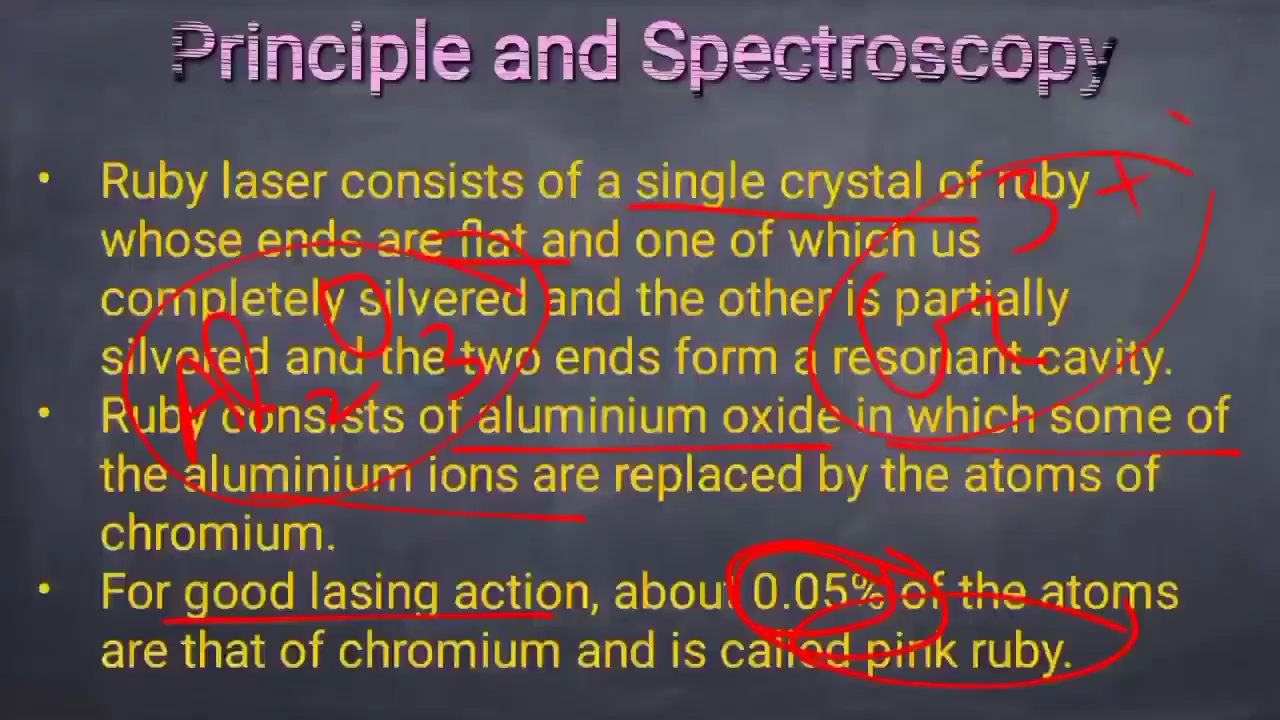 Principle and Spectroscopy
• Ruby laser consists of a single crystal of ruby
whose ends are flat and one of which us
completely silvered and the other is partially
silvered and the two ends form a resonant cavity.
• Ruby consists of aluminium oxide in which some of
the aluminium ions are replaced by the atoms of
chromium.
• For good lasing action, about 0.05% of the atoms
are that of chromium and is called pink ruby.
Al2O3
Cr3+